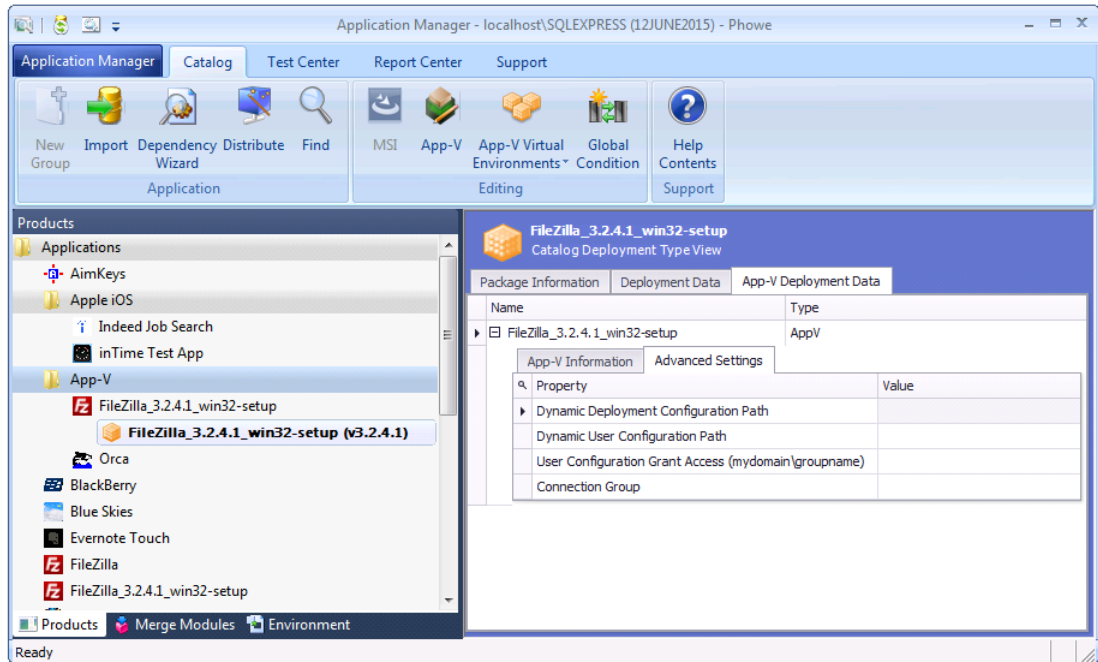 Application Manager - localhost\SQLEXPRESS (12JUNE2015) - Phowe
Application Manager Catalog Test Center Report Center Support
New Group Import Dependency Wizard Distribute Find MSI App-V App-V Virtual Environments Global Condition Help Contents
Application Editing Support
Products
Applications
AimKeys
Apple iOS
Indeed Job Search
inTime Test App
App-V
FileZilla_3.2.4.1_win32-setup
FileZilla_3.2.4.1_win32-setup (v3.2.4.1)
Orca
BlackBerry
Blue Skies
Evernote Touch
FileZilla
FileZilla_3.2.4.1_win32-setup
Products Merge Modules Environment
FileZilla_3.2.4.1_win32-setup
Catalog Deployment Type View
Package Information Deployment Data App-V Deployment Data
Name Type
FileZilla_3.2.4.1_win32-setup AppV
App-V Information Advanced Settings
Property Value
Dynamic Deployment Configuration Path
Dynamic User Configuration Path
User Configuration Grant Access (mydomain\groupname)
Connection Group
Ready